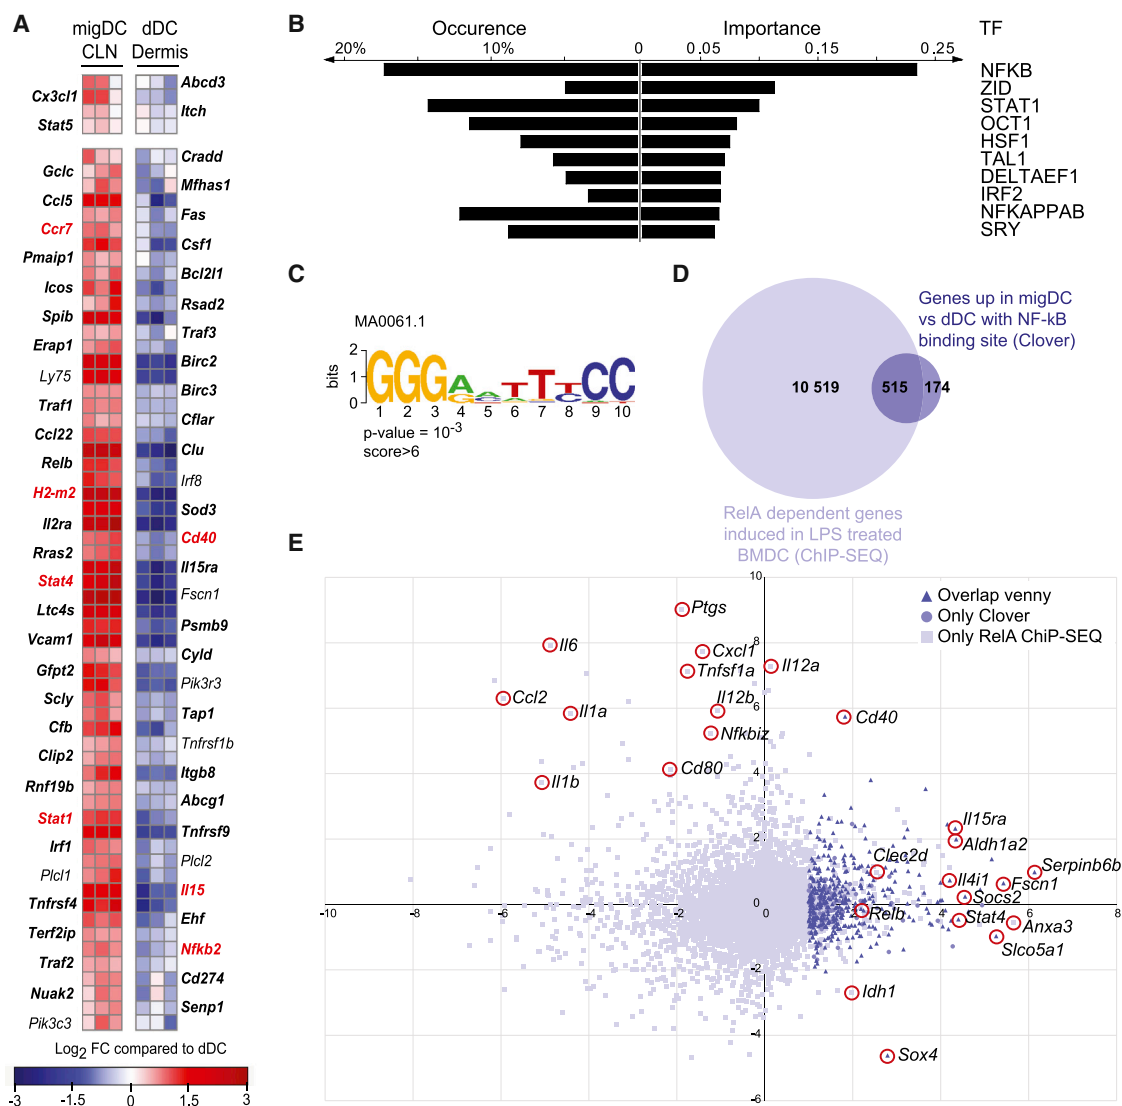 A
migDC
CLN
dDC
Dermis
Abcd3
Cx3cl1
Itch
Stat5
Cradd
Gclc
Mfhas1
Ccl5
Fas
Ccr7
Csf1
Pmaip1
Bcl2l1
Icos
Rsad2
Spib
Traf3
Erap1
Birc2
Ly75
Birc3
Traf1
Cflar
Ccl22
Clu
Relb
Irf8
H2-m2
Sod3
Il2ra
Cd40
Rras2
Il15ra
Stat4
Fscn1
Ltc4s
Psmb9
Vcam1
Cyld
Gfpt2
Pik3r3
Scly
Tap1
Cfb
Tnfrsf1b
Clip2
Itgb8
Rnf19b
Abcg1
Stat1
Tnfrsf9
Irf1
Plcl2
Plcl1
Il15
Tnfrsf4
Ehf
Terf2ip
Nfkb2
Traf2
Cd274
Nuak2
Senp1
Pik3c3
Log2 FC compared to dDC
-3 -1.5 0 1.5 3
B
Occurence Importance TF
20% 10% 0 0.05 0.15 0.25
NFKB
ZID
STAT1
OCT1
HSF1
TAL1
DELTAEF1
IRF2
NFKAPPAB
SRY
C
MA0061.1
bits
2
1
0
GGGAATTTCC
1 2 3 4 5 6 7 8 9 10
p-value = 10-3
score>6
D
Genes up in migDC
vs dDC with NF-kB
binding site (Clover)
10 519 515 174
RelA dependent genes
induced in LPS treated
BMDC (ChIP-SEQ)
E
Overlap venny
Only Clover
Only RelA ChiP-SEQ
10
8
6
4
2
0
-2
-4
-6
-10 -8 -6 -4 -2 0 2 4 6 8
Ptgs
Il6
Cxcl1
Il12a
Tnfsf1a
Ccl2
Il1a
Il12b
Cd40
Nfkbiz
Cd80
Il1b
Il15ra
Aldh1a2
Clec2d
Serpinb6b
Il4i1
Fscn1
Socs2
Relb
Stat4
Anxa3
Slco5a1
Idh1
Sox4